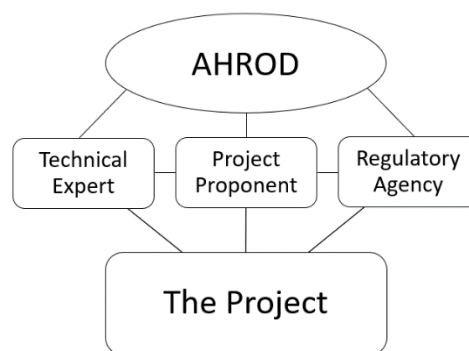 AHROD
Technical
Expert
Project
Proponent
Regulatory
Agency
The Project